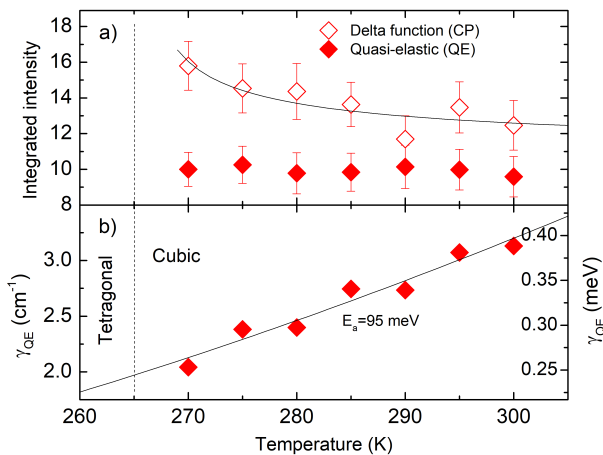 18
16
14
12
10
8
Integrated intensity
a)
Delta function (CP)
Quasi-elastic (QE)
b)
Cubic
Tetragonal
3.0
2.5
2.0
γQE (cm-1)
0.40
0.35
0.30
0.25
γQE (meV)
Ea=95 meV
260 270 280 290 300
Temperature (K)